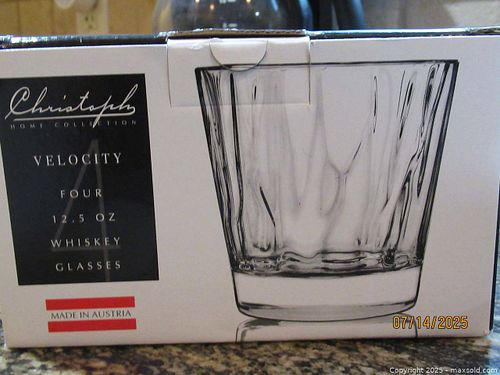 Christoph
HOME COLLECTION
4
VELOCITY
FOUR
12.5 OZ
WHISKEY
GLASSES
MADE IN AUSTRIA
07/14/2025
Copyright 2025 - maxsold.com